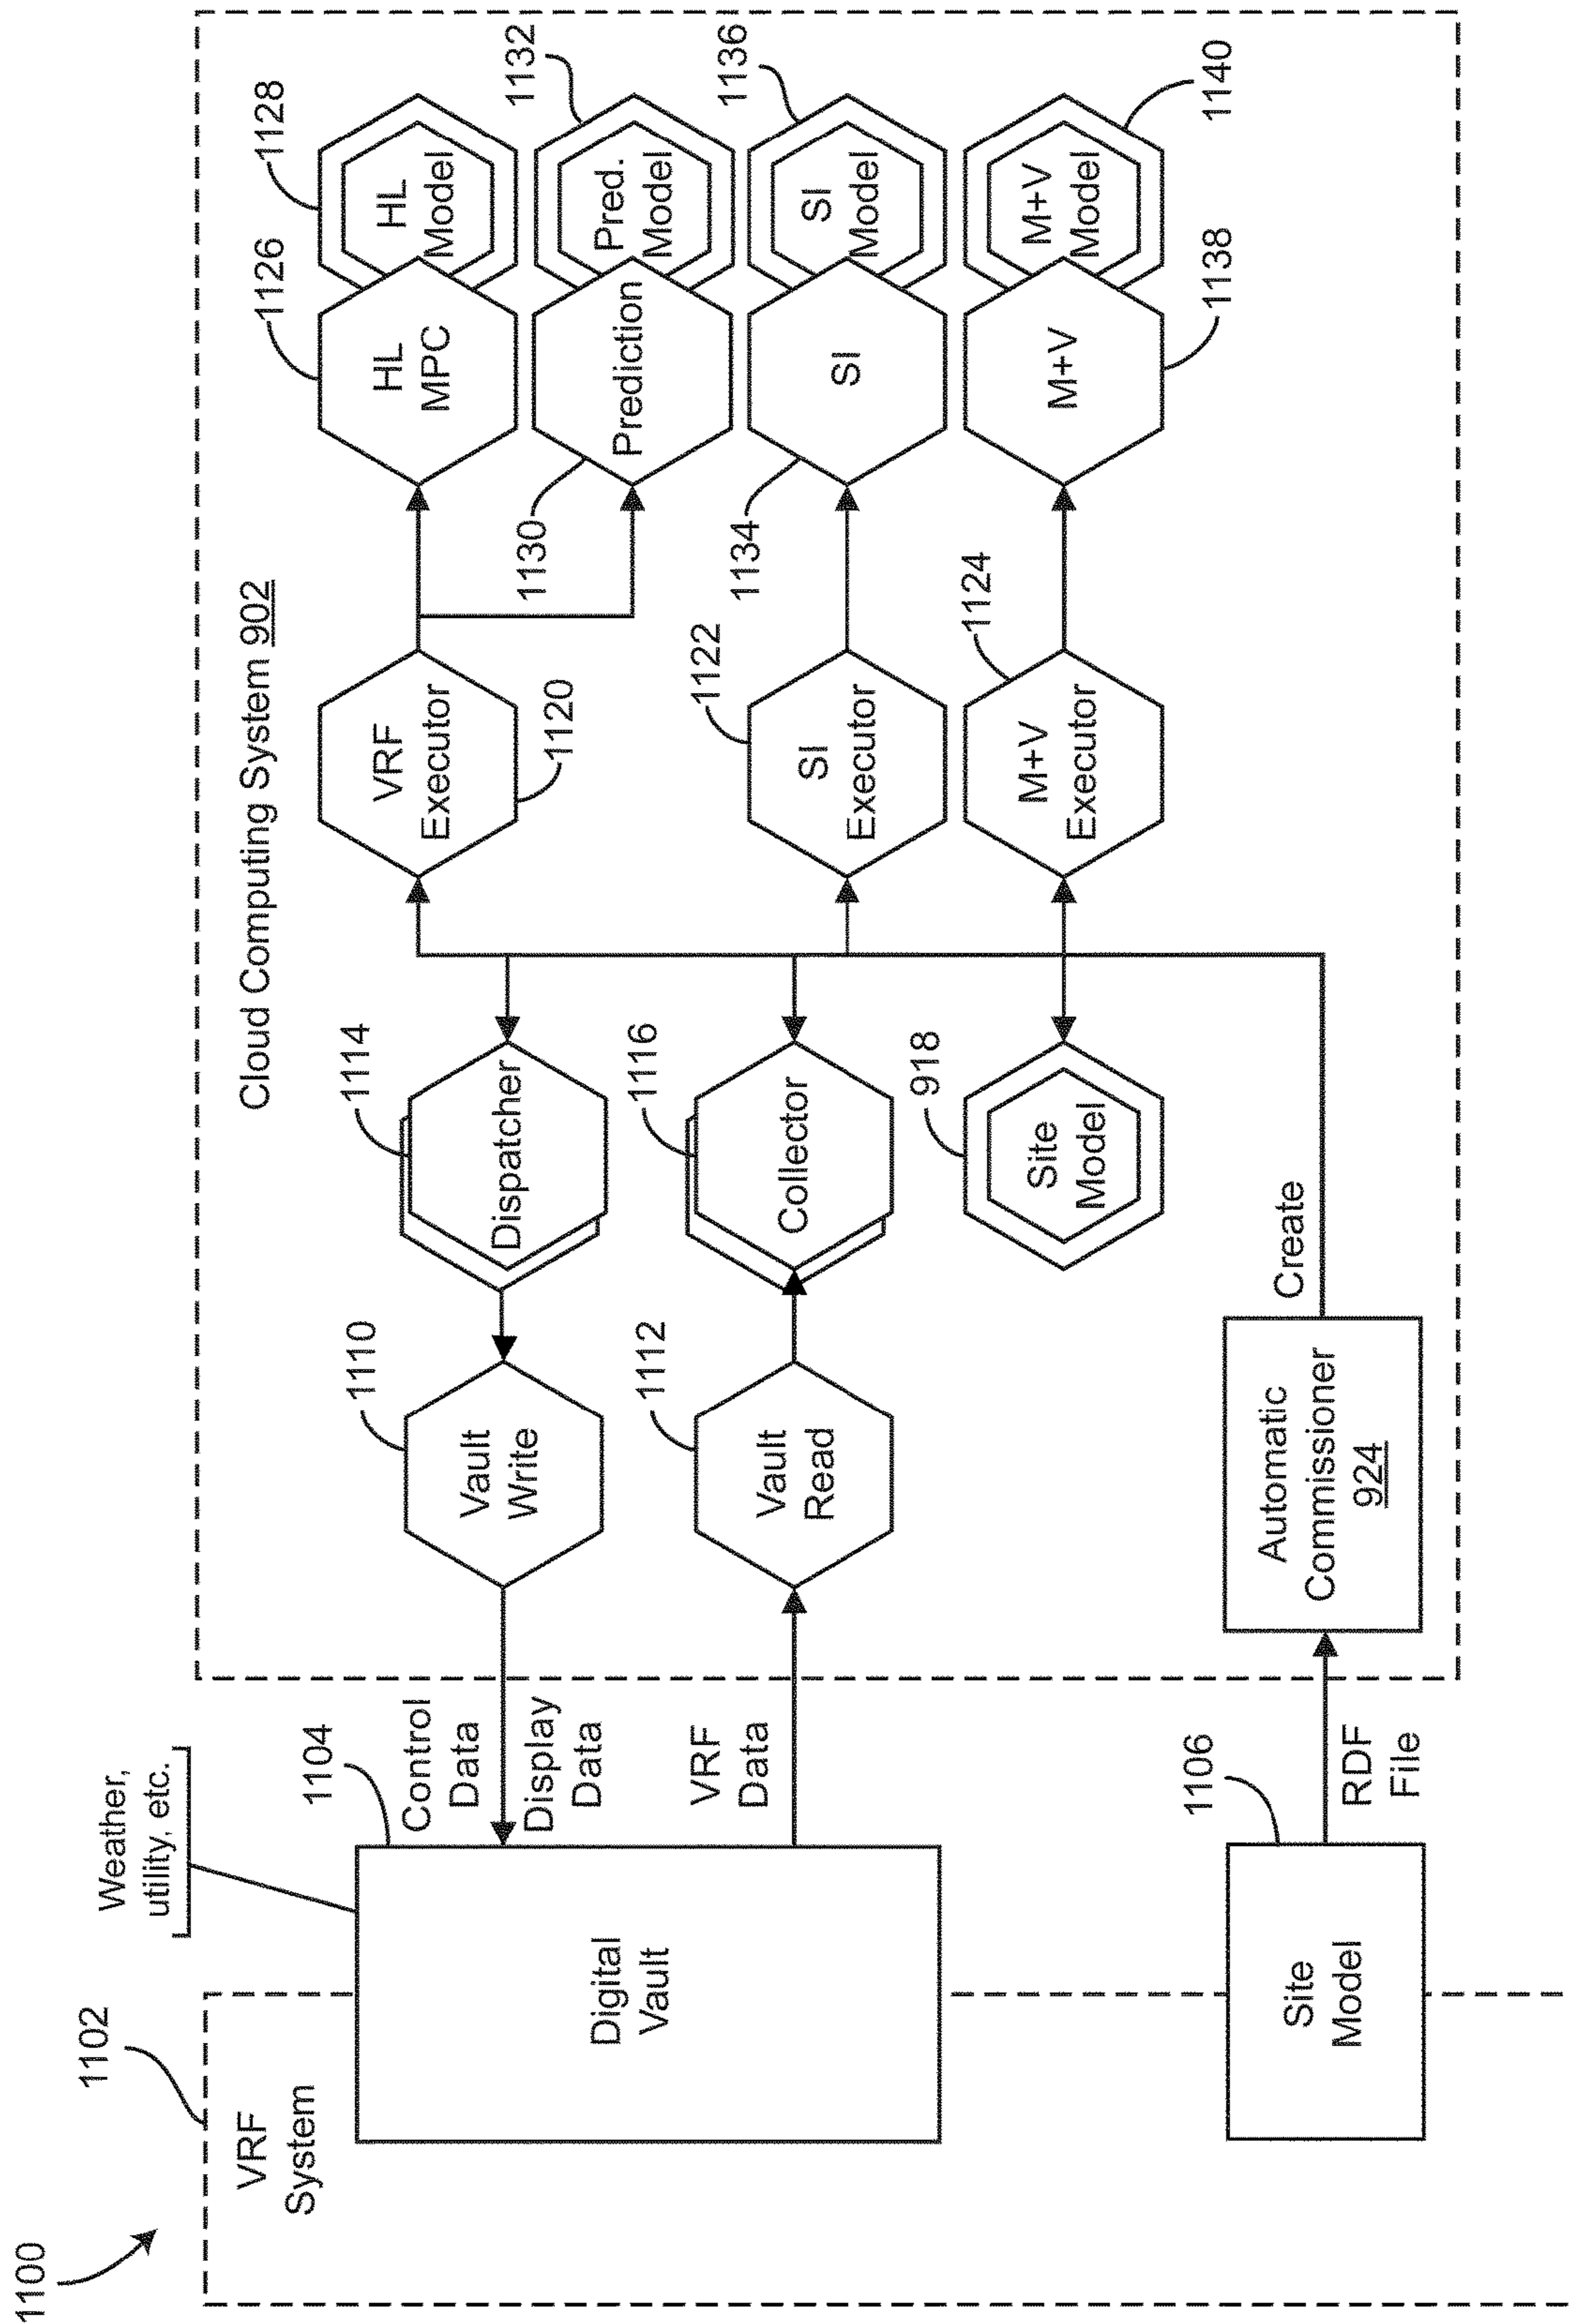 1100
1102
VRF
System
Weather,
utility, etc.
1104
Digital
Vault
Control
Data
Display
Data
VRF
Data
1106
Site
Model
RDF
File
Cloud Computing System 902
1110
Vault
Write
1112
Vault
Read
Automatic
Commissioner
924
Create
1114
Dispatcher
1116
Collector
918
Site
Model
VRF
Executor
1120
1122
SI
Executor
1124
M+V
Executor
1126
HL
MPC
1128
HL
Model
1130
Prediction
1132
Pred.
Model
1134
SI
1136
SI
Model
M+V
1138
M+V
Model
1140